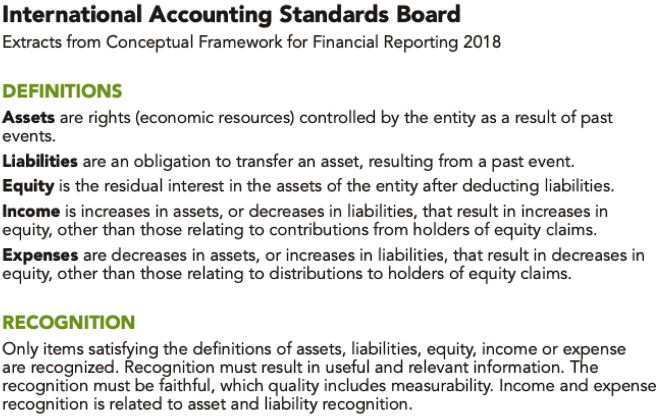 International Accounting Standards Board
Extracts from Conceptual Framework for Financial Reporting 2018
DEFINITIONS
Assets are rights (economic resources) controlled by the entity as a result of past
events.
Liabilities are an obligation to transfer an asset, resulting from a past event.
Equity is the residual interest in the assets of the entity after deducting liabilities.
Income is increases in assets, or decreases in liabilities, that result in increases in
equity, other than those relating to contributions from holders of equity claims.
Expenses are decreases in assets, or increases in liabilities, that result in decreases in
equity, other than those relating to distributions to holders of equity claims.
RECOGNITION
Only items satisfying the definitions of assets, liabilities, equity, income or expense
are recognized. Recognition must result in useful and relevant information. The
recognition must be faithful, which quality includes measurability. Income and expense
recognition is related to asset and liability recognition.